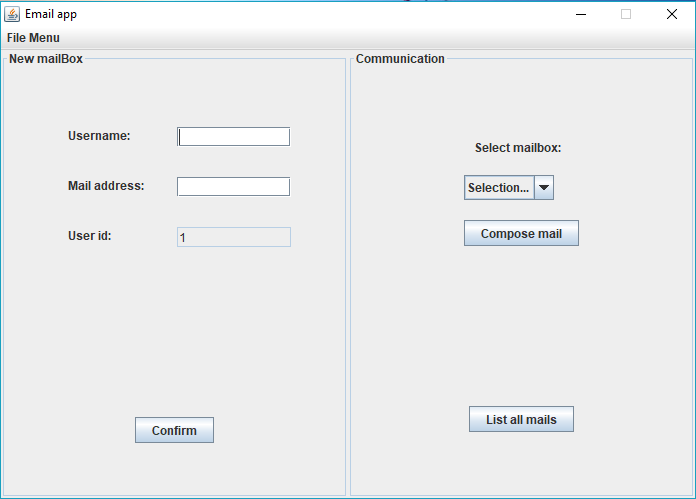 Email app
File Menu
New mailBox
Username:
Mail address:
User id:
1
Confirm
Communication
Select mailbox:
Selection...
Compose mail
List all mails